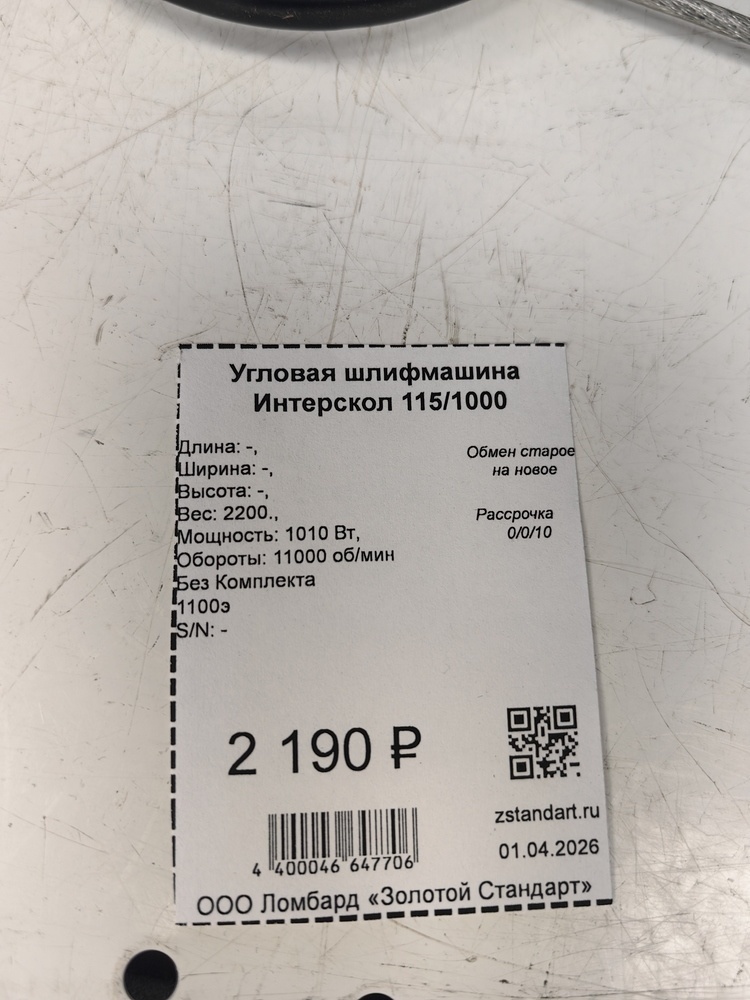 Угловая шлифмашина
Интерскол 115/1000
Длина: -,
Ширина: -,
Высота: -,
Вес: 2200.,
Мощность: 1010 Вт,
Обороты: 11000 об/мин
Без Комплекта
1100э
S/N: -
Обмен старое
на новое
Рассрочка
0/0/10
2 190 ₽
4 400046 647706
zstandart.ru
01.04.2026
ООО Ломбард «Золотой Стандарт»